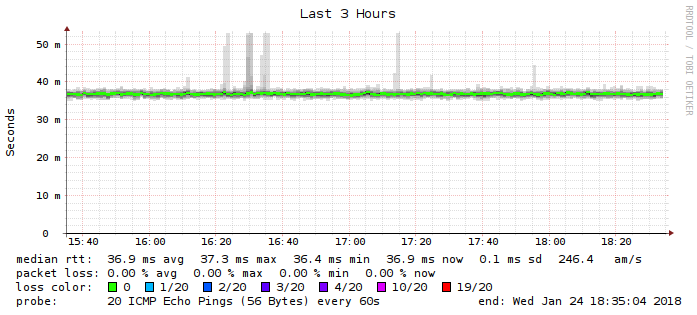 Last 3 Hours
RRDTOOL / TOBI OETIKER
Seconds
50 m
40 m
30 m
20 m
10 m
0
15:40 16:00 16:20 16:40 17:00 17:20 17:40 18:00 18:20
median rtt: 36.9 ms avg 37.3 ms max 36.4 ms min 36.9 ms now 0.1 ms sd 246.4 am/s
packet loss: 0.00 % avg 0.00 % max 0.00 % min 0.00 % now
loss color: 0 1/20 2/20 3/20 4/20 10/20 19/20
probe: 20 ICMP Echo Pings (56 Bytes) every 60s end: Wed Jan 24 18:35:04 2018